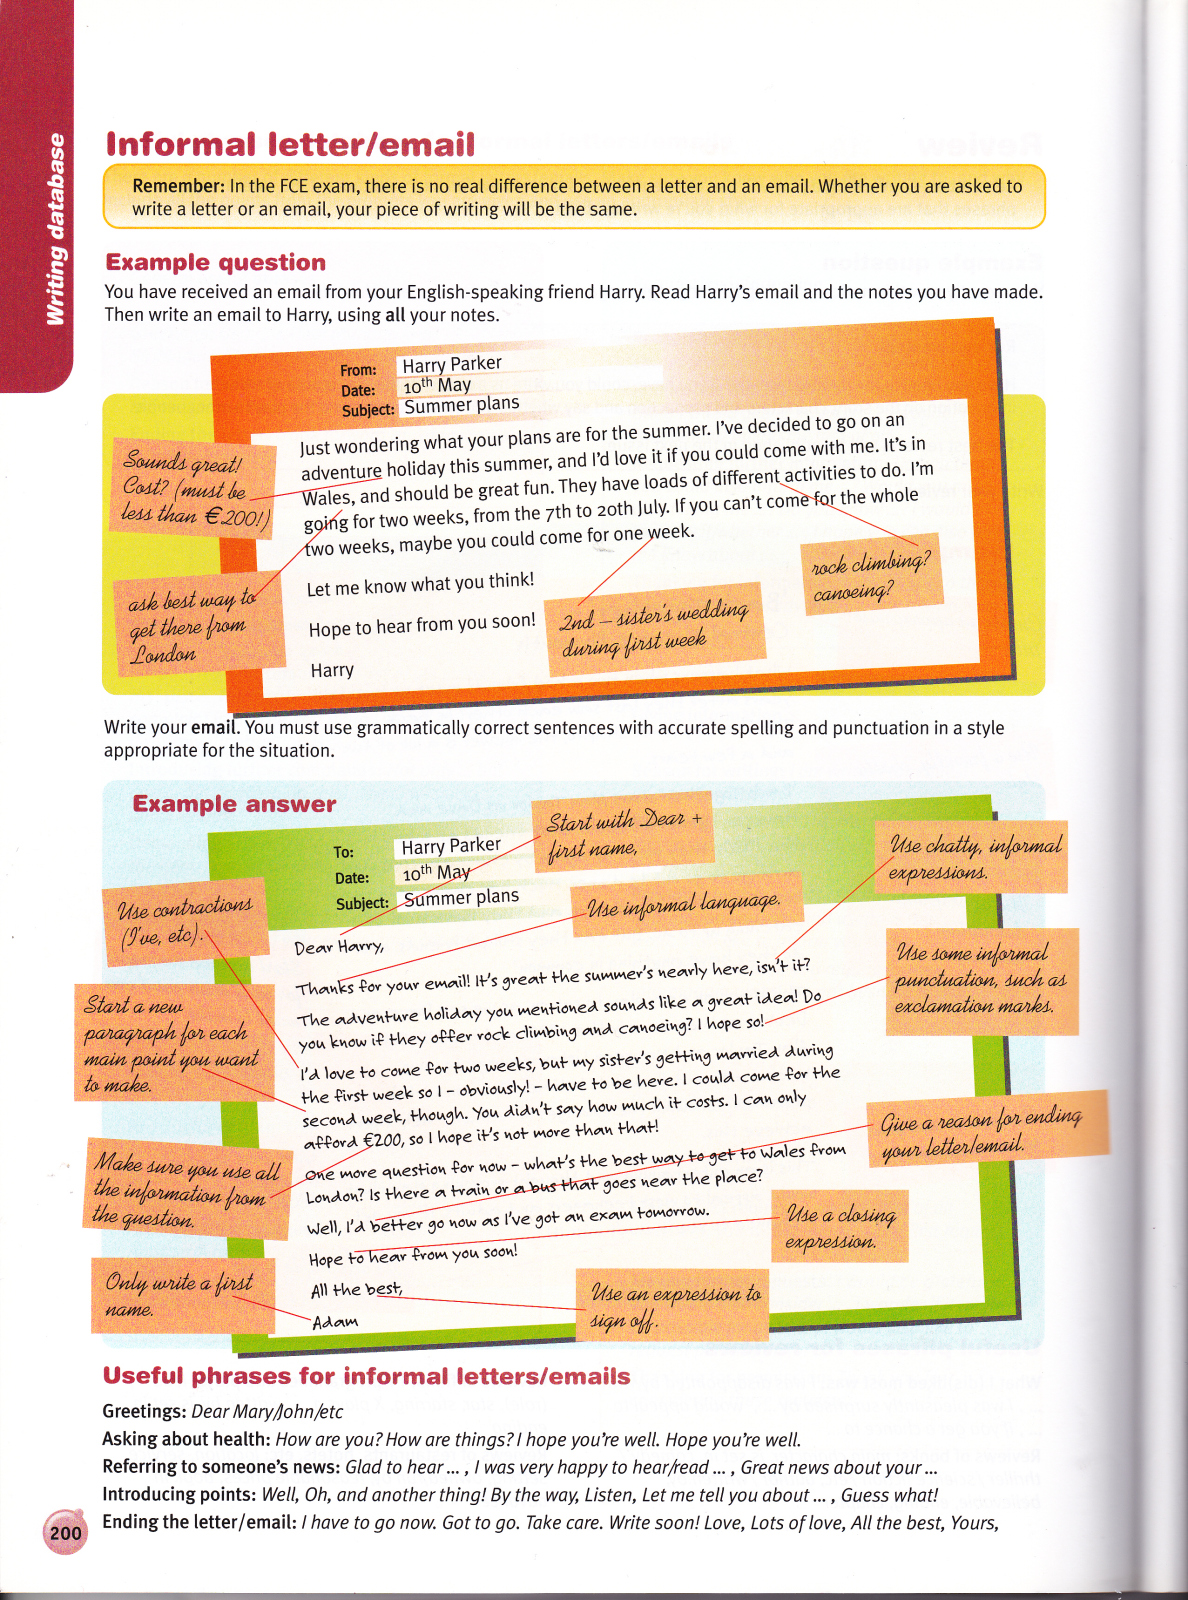 Writing database
Informal letter/email
Remember: In the FCE exam, there is no real difference between a letter and an email. Whether you are asked to
write a letter or an email, your piece of writing will be the same.
Example question
You have received an email from your English-speaking friend Harry. Read Harry's email and the notes you have made.
Then write an email to Harry, using all your notes.
From: Harry Parker
Date: 10th May
Subject: Summer plans
Just wondering what your plans are for the summer. I've decided to go on an
adventure holiday this summer, and I'd love it if you could come with me. It's in
Wales, and should be great fun. They have loads of different activities to do. I'm
going for two weeks, from the 7th to 20th July. If you can't come for the whole
two weeks, maybe you could come for one week.
Let me know what you think!
Hope to hear from you soon!
Harry
Sounds great!
Cost? (must be
less than €200!)
ask best way to
get there from
London
2nd – sister's wedding
during first week
rock climbing?
canoeing?
Write your email. You must use grammatically correct sentences with accurate spelling and punctuation in a style
appropriate for the situation.
Example answer
To: Harry Parker
Date: 10th May
Subject: Summer plans
Dear Harry,
Thanks for your email! It's great the summer's nearly here, isn't it?
The adventure holiday you mentioned sounds like a great idea! Do
you know if they offer rock climbing and canoeing? I hope so!
I'd love to come for two weeks, but my sister's getting married during
the first week so I – obviously! – have to be here. I could come for the
second week, though. You didn't say how much it costs. I can only
afford €200, so I hope it's not more than that!
One more question for now – what's the best way to get to Wales from
London? Is there a train or a bus that goes near the place?
Well, I'd better go now as I've got an exam tomorrow.
Hope to hear from you soon!
All the best,
Adam
Start with Dear +
first name,
Use chatty, informal
expressions.
Use contractions
(I've, etc).
Use informal language.
Use some informal
punctuation, such as
exclamation marks.
Start a new
paragraph for each
main point you want
to make.
Give a reason for ending
your letter/email.
Make sure you use all
the information from
the question.
Use a closing
expression.
Only write a first
name.
Use an expression to
sign off.
Useful phrases for informal letters/emails
Greetings: Dear Mary/John/etc
Asking about health: How are you? How are things? I hope you're well. Hope you're well.
Referring to someone's news: Glad to hear ... , I was very happy to hear/read ... , Great news about your ...
Introducing points: Well, Oh, and another thing! By the way, Listen, Let me tell you about ... , Guess what!
Ending the letter/email: I have to go now. Got to go. Take care. Write soon! Love, Lots of love, All the best, Yours,
200